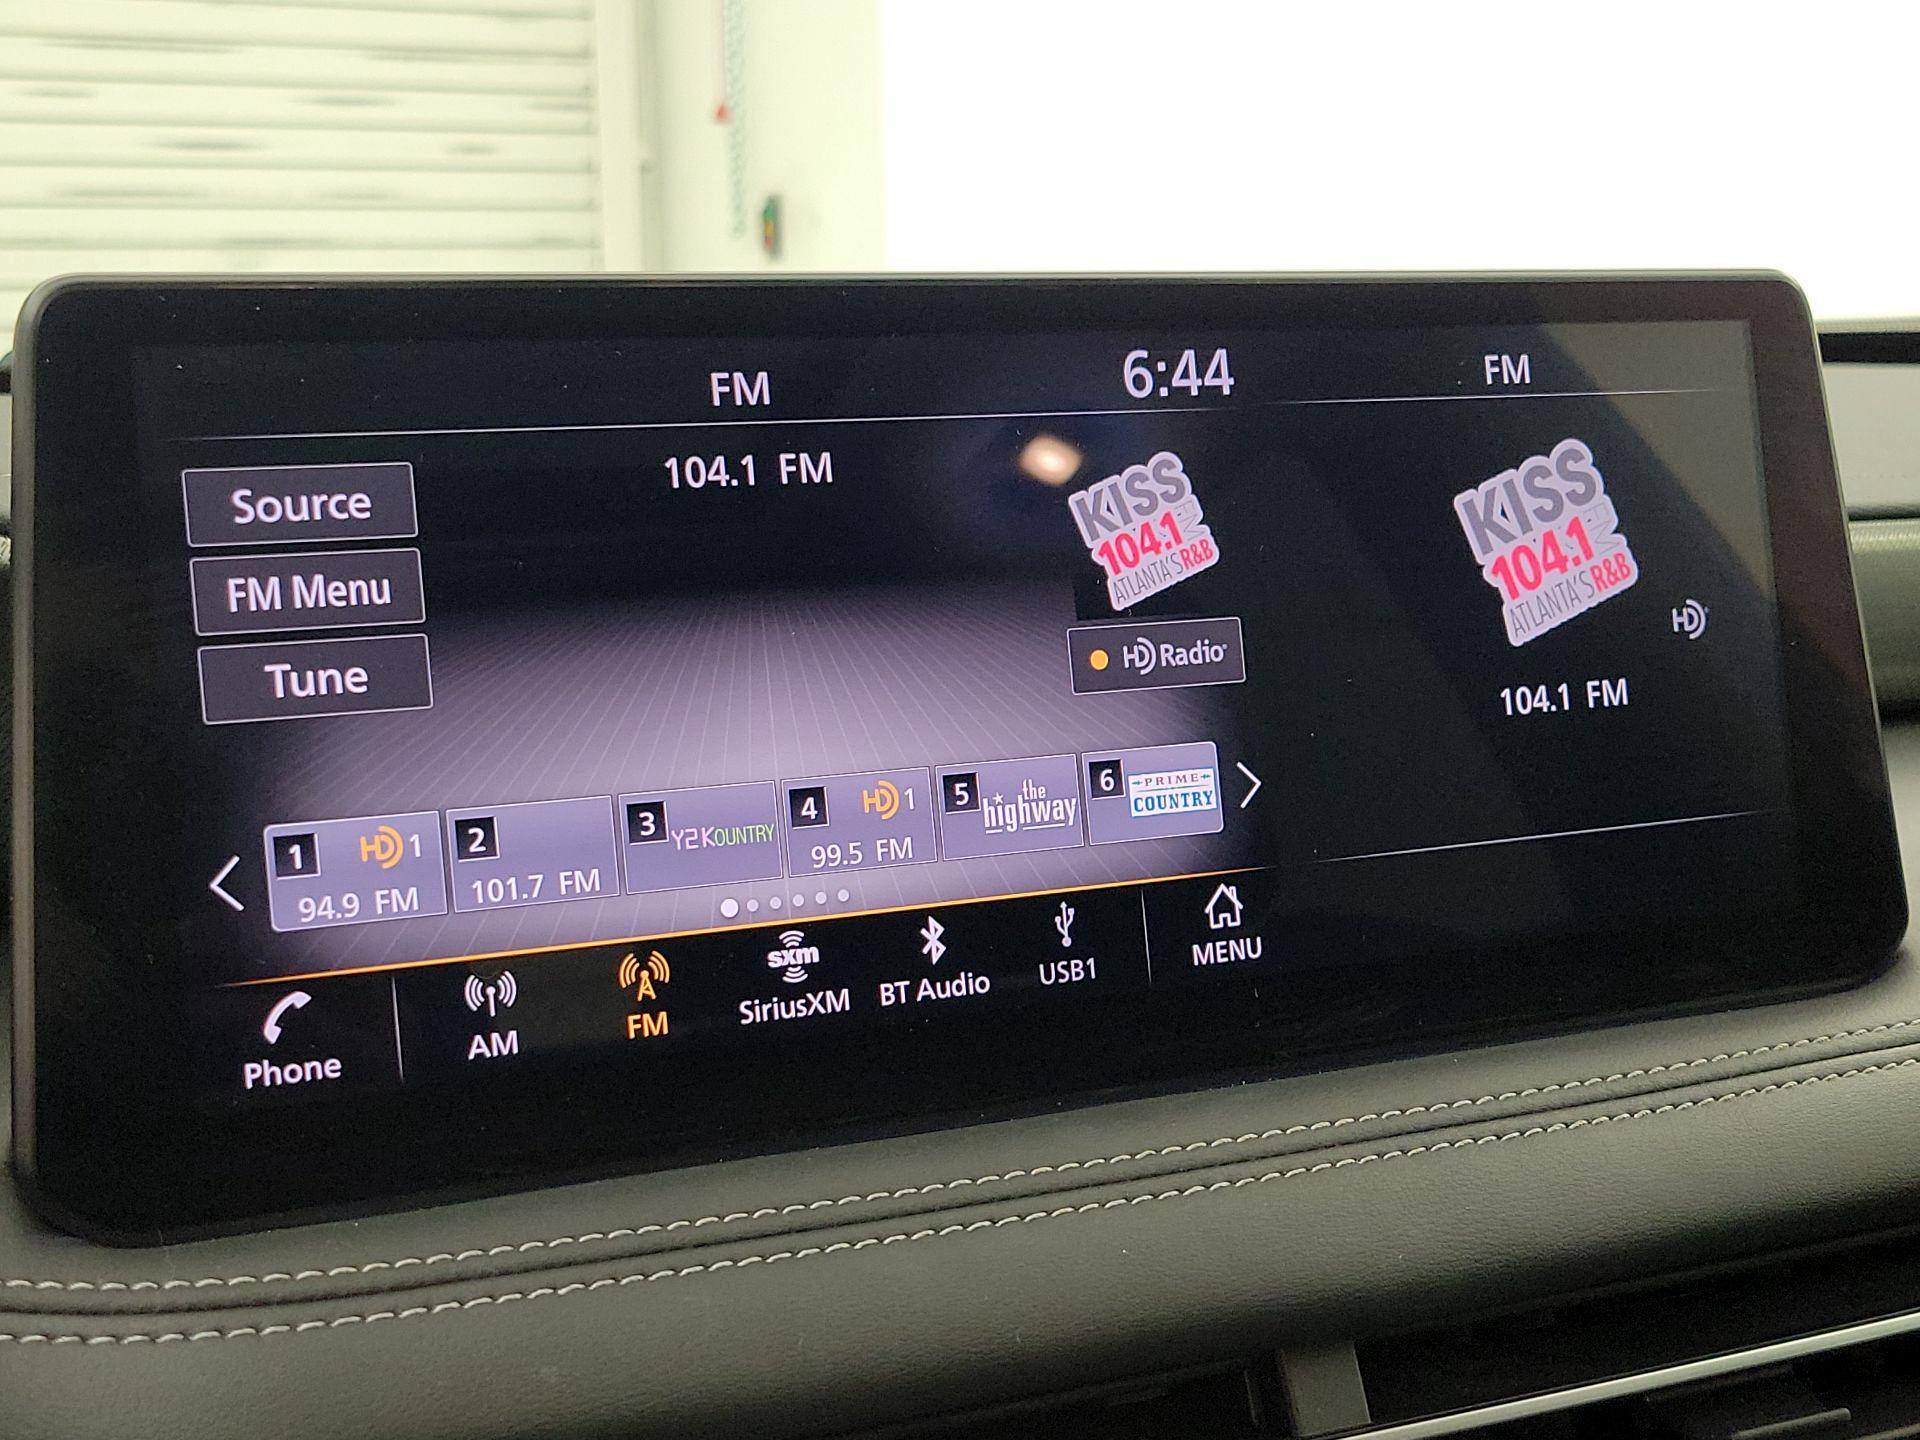 FM
6:44
FM
Source
FM Menu
Tune
104.1 FM
KISS
FM
104.1
ATLANTA'S R&B
HD Radio
KISS
FM
104.1
ATLANTA'S R&B
HD
104.1 FM
1 HD 1
94.9 FM
2
101.7 FM
3 Y2KOUNTRY
4 HD 1
99.5 FM
5 the
highway
6 PRIME
COUNTRY
Phone
AM
FM
sxm
SiriusXM
BT Audio
USB1
MENU